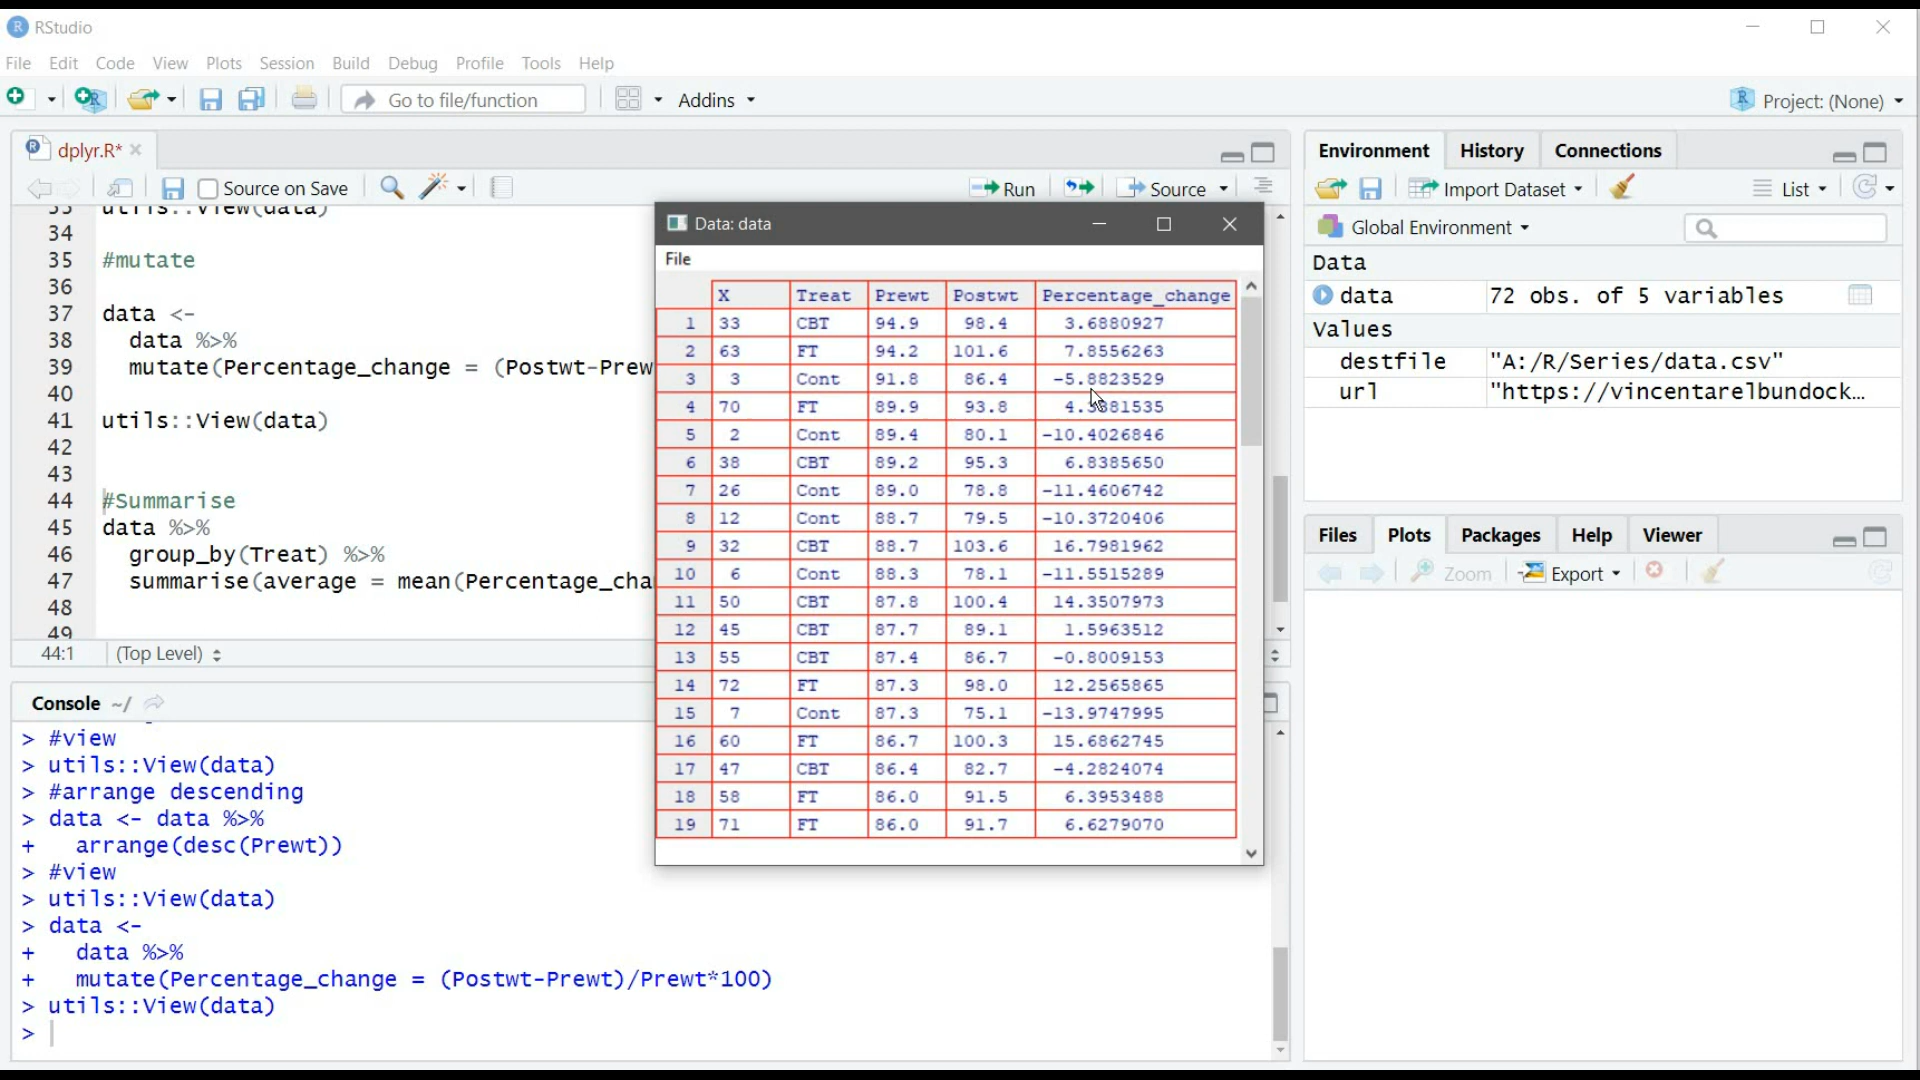 RStudio
File Edit Code View Plots Session Build Debug Profile Tools Help
Go to file/function Addins Project: (None)
dplyr.R*
Source on Save Run Source
33 utils::View(data)
34
35 #mutate
36
37 data <-
38 data %>%
39 mutate(Percentage_change = (Postwt-Prew
40
41 utils::View(data)
42
43
44 #Summarise
45 data %>%
46 group_by(Treat) %>%
47 summarise(average = mean(Percentage_cha
48
49
44:1 (Top Level)
Console ~/
> #view
> utils::View(data)
> #arrange descending
> data <- data %>%
+ arrange(desc(Prewt))
> #view
> utils::View(data)
> data <-
+ data %>%
+ mutate(Percentage_change = (Postwt-Prewt)/Prewt*100)
> utils::View(data)
>
Data: data
File
X Treat Prewt Postwt Percentage_change
1 33 CBT 94.9 98.4 3.6880927
2 63 FT 94.2 101.6 7.8556263
3 3 Cont 91.8 86.4 -5.8823529
4 70 FT 89.9 93.8
5 2 Cont 89.4 80.1 -10.4026846
6 38 CBT 89.2 95.3 6.8385650
7 26 Cont 89.0 78.8 -11.4606742
8 12 Cont 88.7 79.5 -10.3720406
9 32 CBT 88.7 103.6 16.7981962
10 6 Cont 88.3 78.1 -11.5515289
11 50 CBT 87.8 100.4 14.3507973
12 45 CBT 87.7 89.1 1.5963512
13 55 CBT 87.4 86.7 -0.8009153
14 72 FT 87.3 98.0 12.2565865
15 7 Cont 87.3 75.1 -13.9747995
16 60 FT 86.7 100.3 15.6862745
17 47 CBT 86.4 82.7 -4.2824074
18 58 FT 86.0 91.5 6.3953488
19 71 FT 86.0 91.7 6.6279070
Environment History Connections
Import Dataset List
Global Environment
Data
data 72 obs. of 5 variables
Values
destfile "A:/R/Series/data.csv"
url "https://vincentarelbundock…
Files Plots Packages Help Viewer
Zoom Export